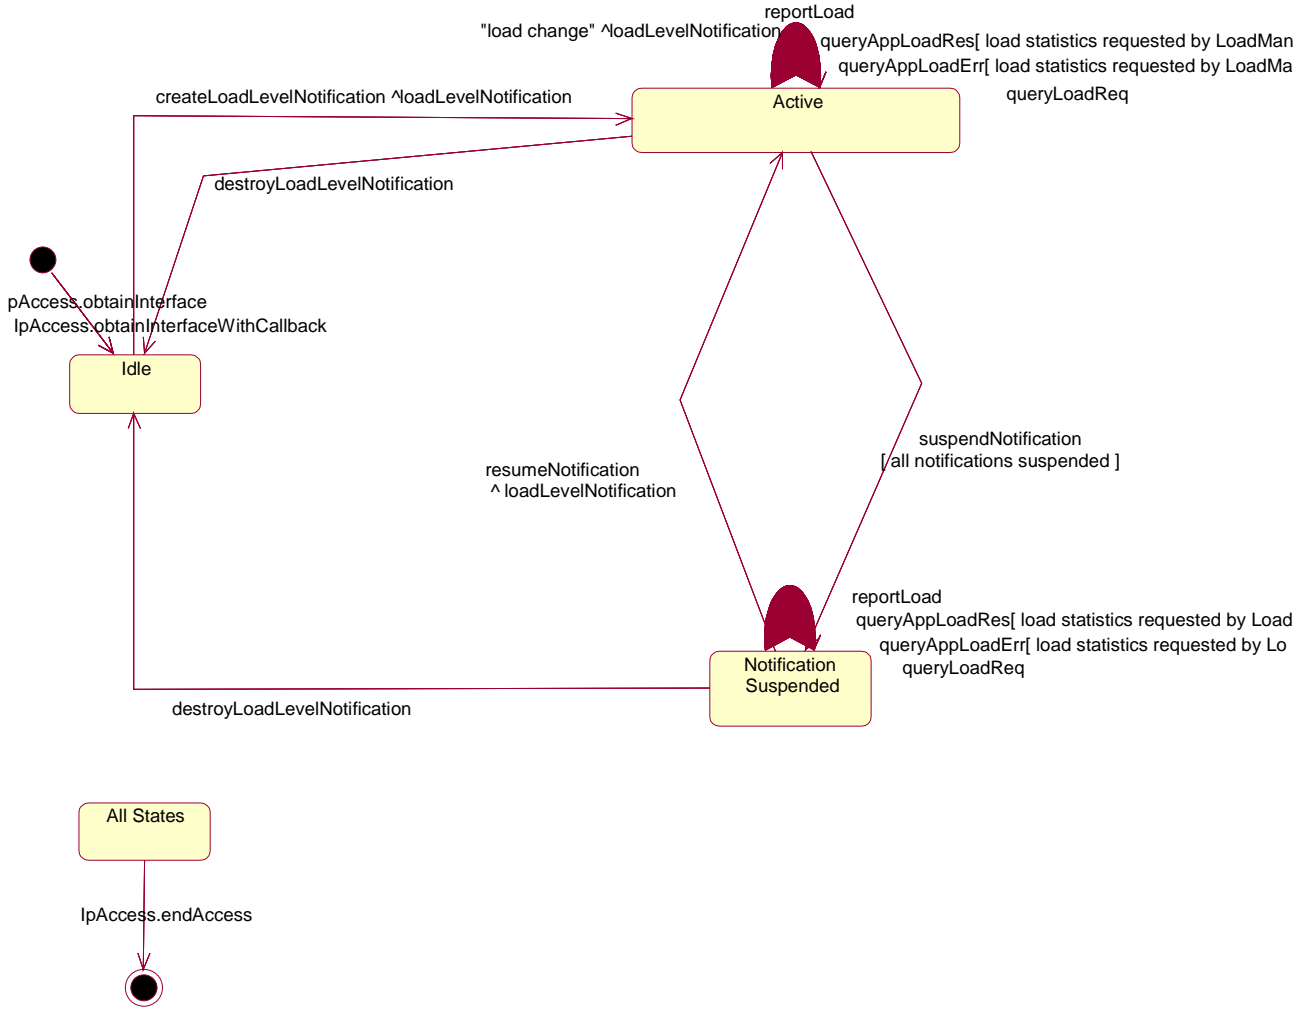 reportLoad
"load change" ^loadLevelNotification
queryAppLoadRes[ load statistics requested by LoadMan
queryAppLoadErr[ load statistics requested by LoadMa
queryLoadReq
createLoadLevelNotification ^loadLevelNotification
Active
destroyLoadLevelNotification
pAccess.obtainInterface
IpAccess.obtainInterfaceWithCallback
Idle
suspendNotification
[ all notifications suspended ]
resumeNotification
^ loadLevelNotification
reportLoad
queryAppLoadRes[ load statistics requested by Load
queryAppLoadErr[ load statistics requested by Lo
queryLoadReq
Notification
Suspended
destroyLoadLevelNotification
All States
IpAccess.endAccess